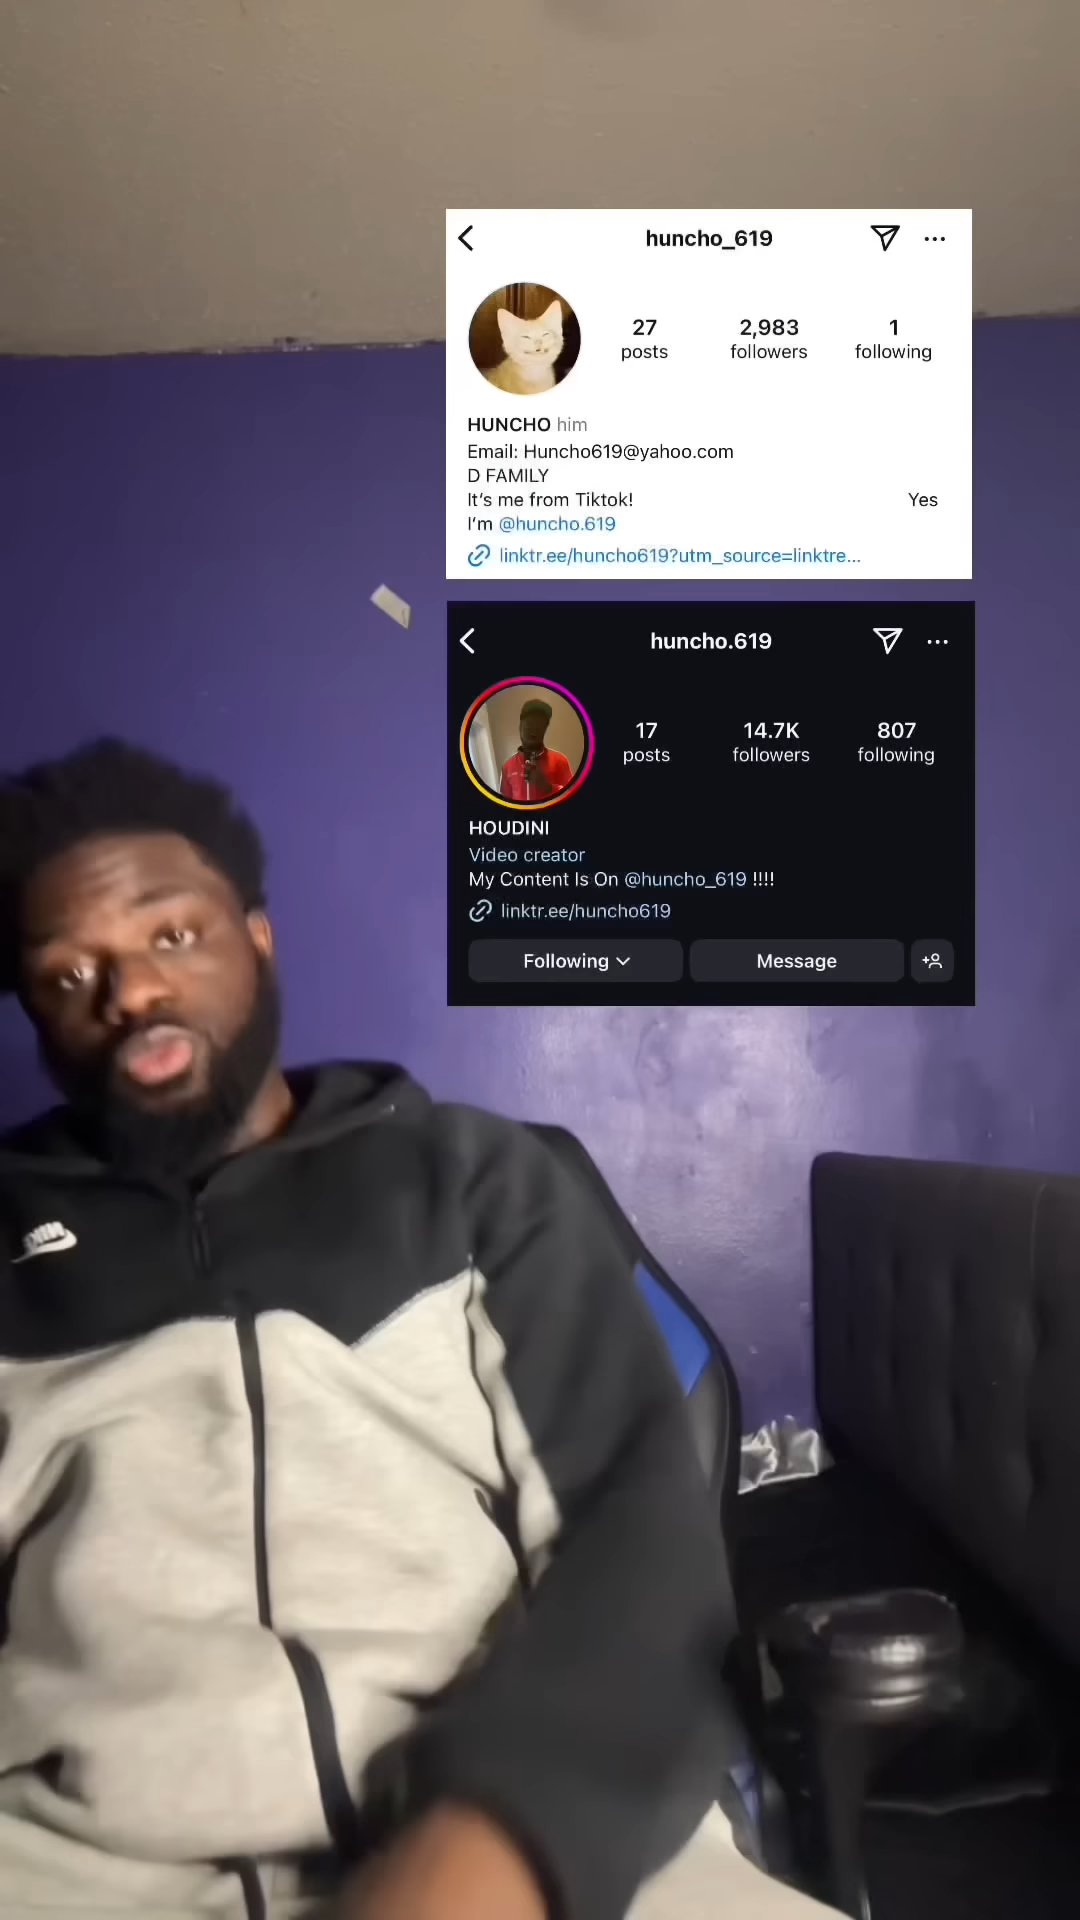 huncho_619
27 2,983 1
posts followers following
HUNCHO him
Email: Huncho619@yahoo.com
D FAMILY
It's me from Tiktok! Yes
I'm @huncho.619
linktr.ee/huncho619?utm_source=linktre...
huncho.619
17 14.7K 807
posts followers following
HOUDINI
Video creator
My Content Is On @huncho_619 !!!!
linktr.ee/huncho619
Following Message